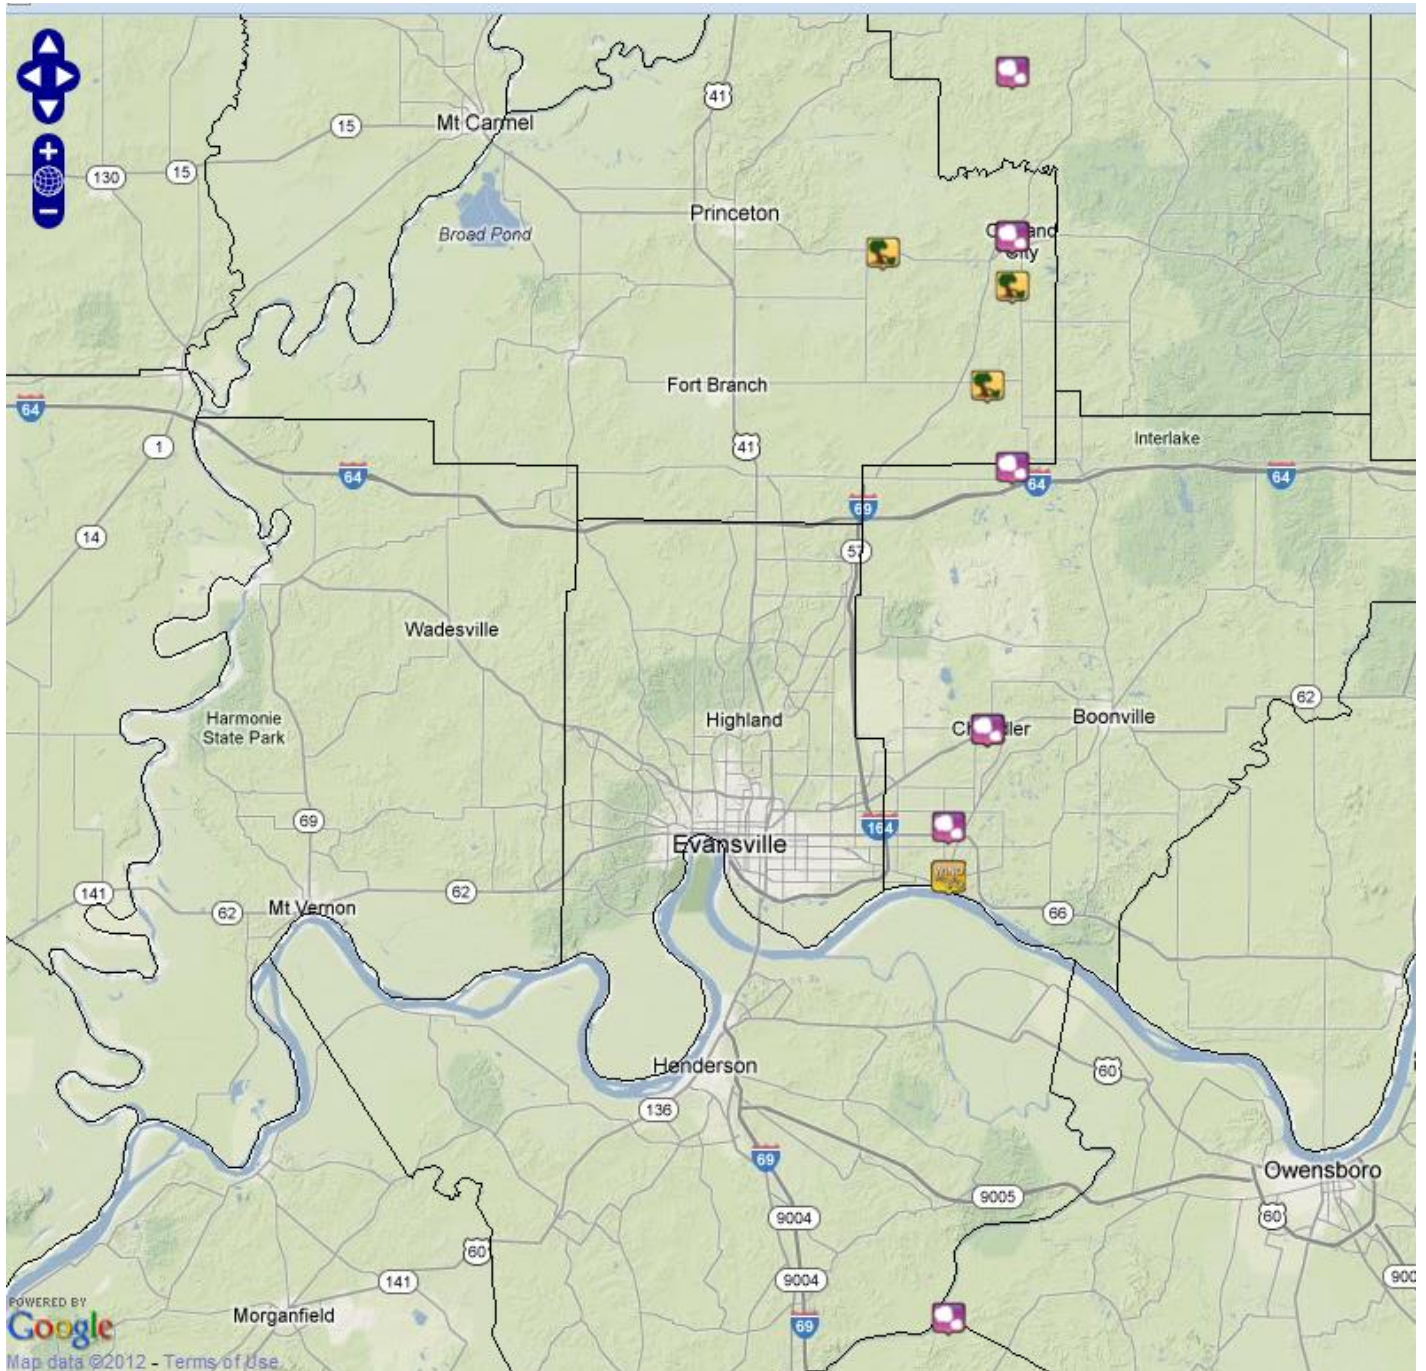 41
Mt Carmel
15
15
130
Princeton
Broad Pond
City
Fort Branch
64
41
1
Interlake
64
64
64
69
14
57
Wadesville
62
Harmonie
State Park
Highland
Boonville
69
164
Evansville
WIND
141
62
62
Mt Vernon
66
Henderson
60
136
69
Owensboro
9005
60
9004
60
141
9004
Morganfield
69
POWERED BY
Google
Map data ©2012 - Terms of Use